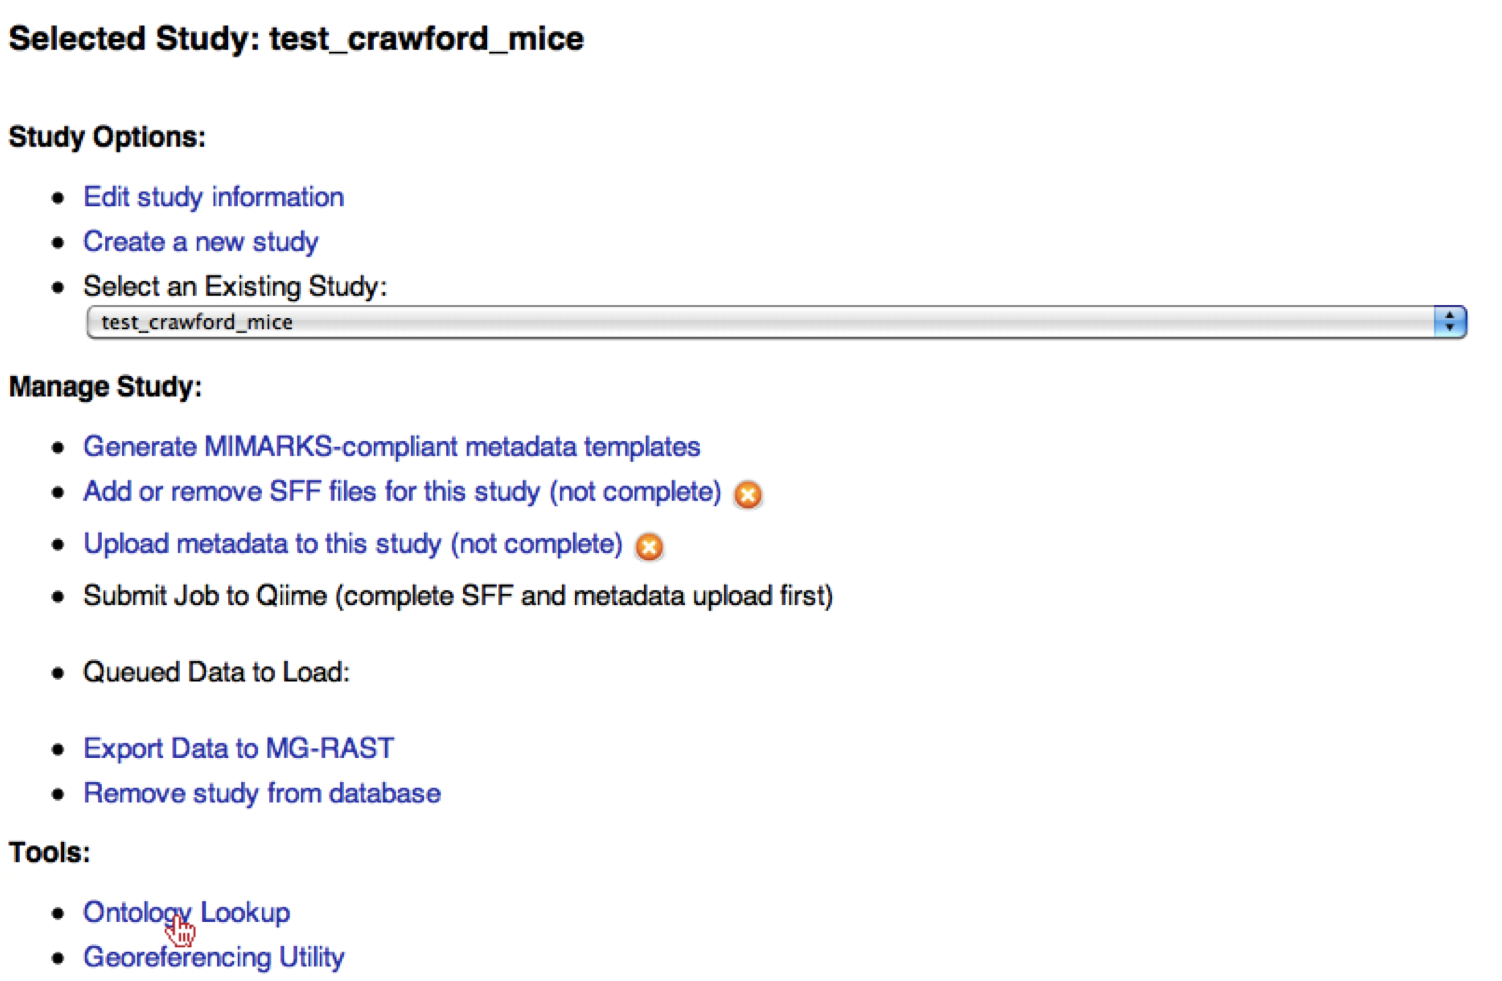 Selected Study: test_crawford_mice
Study Options:
Edit study information
Create a new study
Select an Existing Study:
test_crawford_mice
Manage Study:
Generate MIMARKS-compliant metadata templates
Add or remove SFF files for this study (not complete)
Upload metadata to this study (not complete)
Submit Job to Qiime (complete SFF and metadata upload first)
Queued Data to Load:
Export Data to MG-RAST
Remove study from database
Tools:
Ontology Lookup
Georeferencing Utility